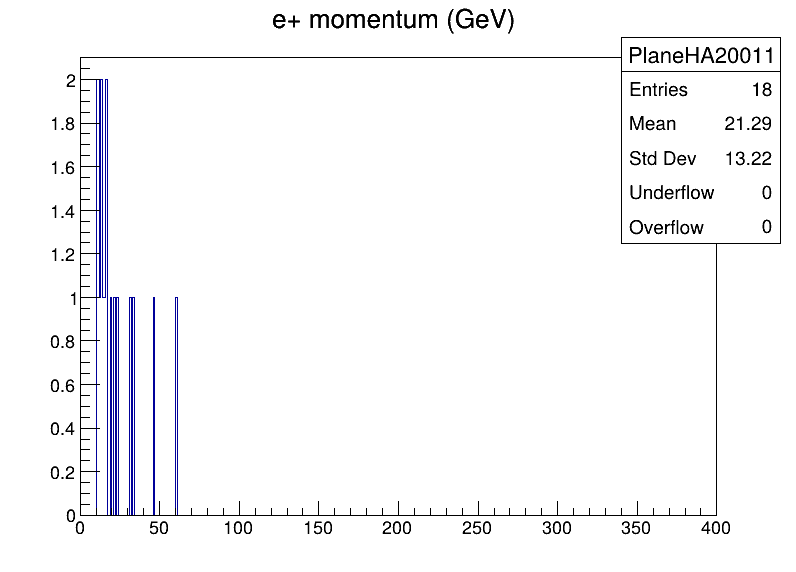 e+ momentum (GeV)
PlaneHA20011
Entries 18
Mean 21.29
Std Dev 13.22
Underflow 0
Overflow 0
2
1.8
1.6
1.4
1.2
1
0.8
0.6
0.4
0.2
0
0 50 100 150 200 250 300 350 400